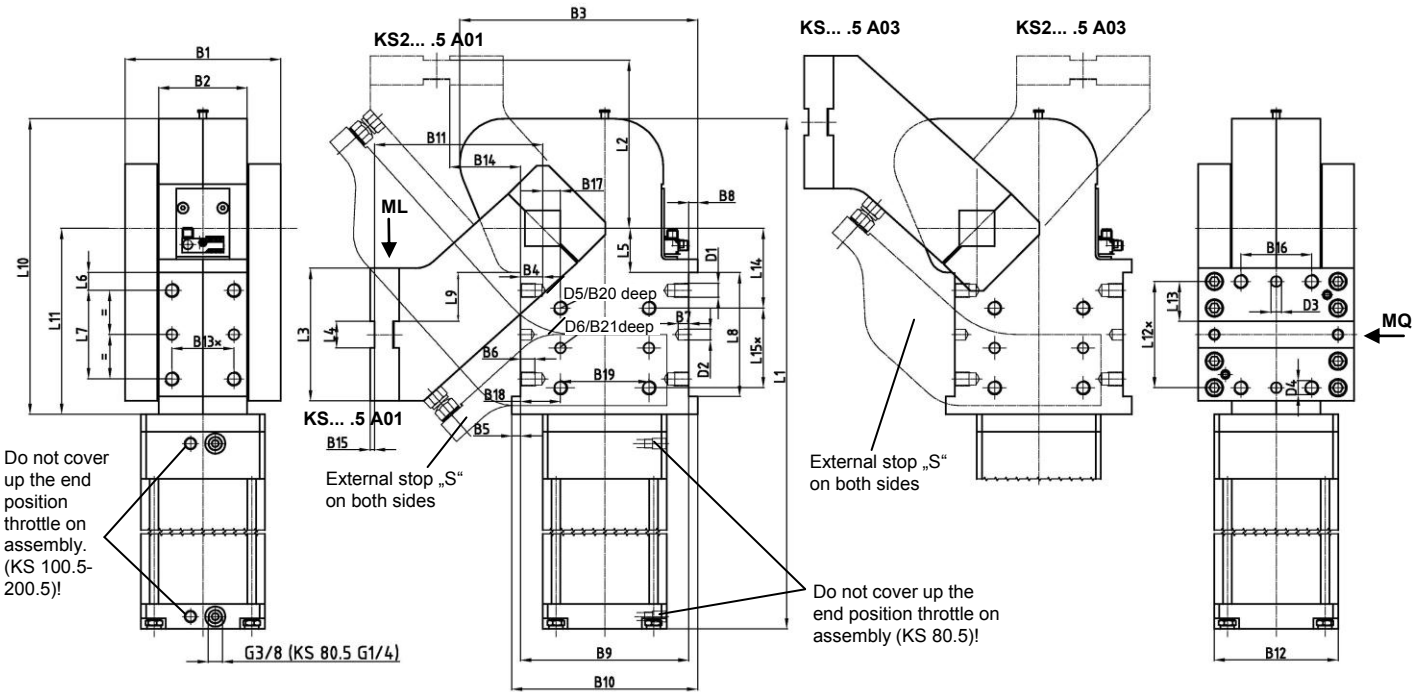 B3
KS2... .5 A01
KS... .5 A03
KS2... .5 A03
B1
B2
L2
B11
B14
B17
B8
ML
L10
L11
L6
L7
=
=
B13×
L5
D1
L14
B4
D5/B20 deep
L9
L3
L4
D6/B21deep
B7
L8
L15×
B6
D2
B19
B18
L1
KS... .5 A01
B15
B5
External stop „S“
on both sides
External stop „S“
on both sides
B16
L13
D3
L12×
MQ
D4
Do not cover
up the end
position
throttle on
assembly.
(KS 100.5-
200.5)!
Do not cover up the
end position throttle on
assembly (KS 80.5)!
G3/8 (KS 80.5 G1/4)
B9
B10
B12